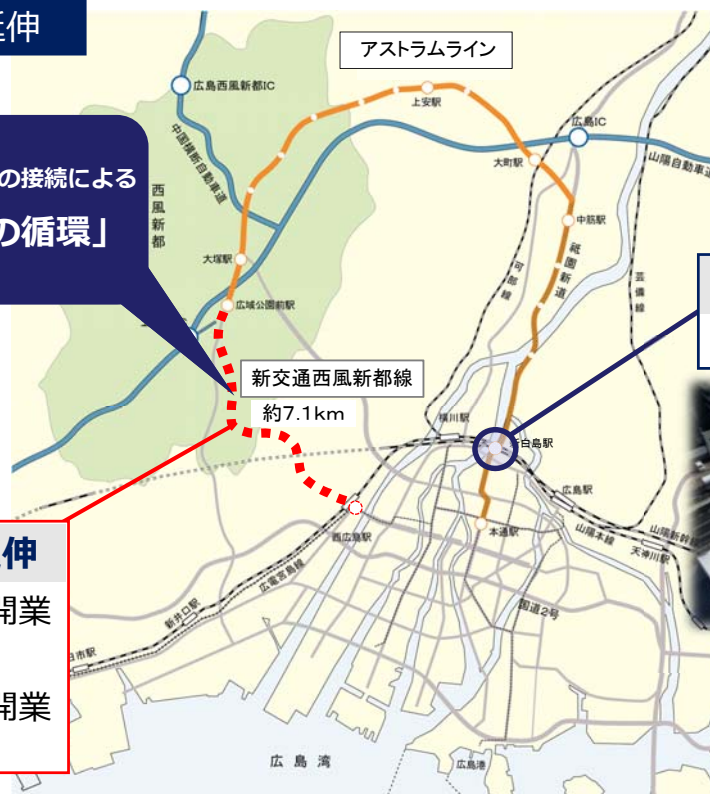 延伸
アストラムライン
広島西風新都IC
上安駅
広島IC
中国横断自動車道
大町駅
山陽自動車道
の接続による
の循環」
西風新都
中筋駅
祇園新道
可部線
芸備線
大塚駅
広域公園前駅
新交通西風新都線
約7.1km
横川駅
新白島駅
広島駅
本通駅
山陽本線
山陽新幹線
天神川駅
西広島駅
広電宮島線
新井口駅
国道2号
伸
開業
日市駅
開業
広島湾
広島港